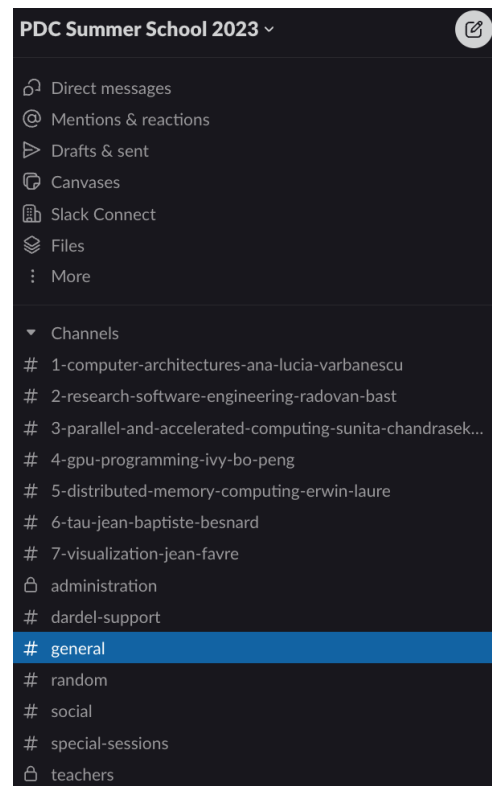 PDC Summer School 2023
Direct messages
Mentions & reactions
Drafts & sent
Canvases
Slack Connect
Files
More
Channels
# 1-computer-architectures-ana-lucia-varbanescu
# 2-research-software-engineering-radovan-bast
# 3-parallel-and-accelerated-computing-sunita-chandrasek...
# 4-gpu-programming-ivy-bo-peng
# 5-distributed-memory-computing-erwin-laure
# 6-tau-jean-baptiste-besnard
# 7-visualization-jean-favre
administration
# dardel-support
# general
# random
# social
# special-sessions
teachers